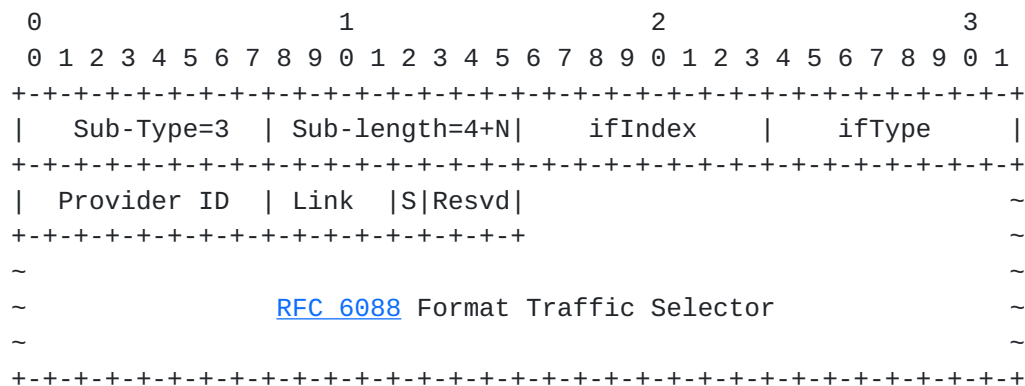 0                   1                   2                   3
 0 1 2 3 4 5 6 7 8 9 0 1 2 3 4 5 6 7 8 9 0 1 2 3 4 5 6 7 8 9 0 1
+-+-+-+-+-+-+-+-+-+-+-+-+-+-+-+-+-+-+-+-+-+-+-+-+-+-+-+-+-+-+-+-+
|   Sub-Type=3  | Sub-length=4+N|    ifIndex    |    ifType     |
+-+-+-+-+-+-+-+-+-+-+-+-+-+-+-+-+-+-+-+-+-+-+-+-+-+-+-+-+-+-+-+-+
|  Provider ID  | Link  |S|Resvd|                               ~
+-+-+-+-+-+-+-+-+-+-+-+-+-+-+-+-+                               ~
~                                                               ~
~                RFC 6088 Format Traffic Selector               ~
~                                                               ~
+-+-+-+-+-+-+-+-+-+-+-+-+-+-+-+-+-+-+-+-+-+-+-+-+-+-+-+-+-+-+-+-+